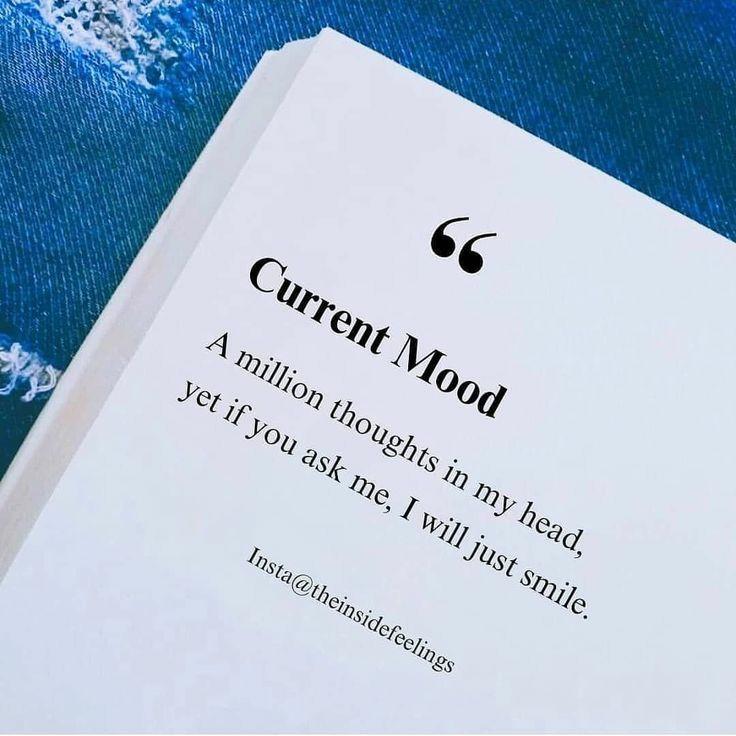 “
Current Mood
A million thoughts in my head,
yet if you ask me, I will just smile.
Insta@theinsidefeelings